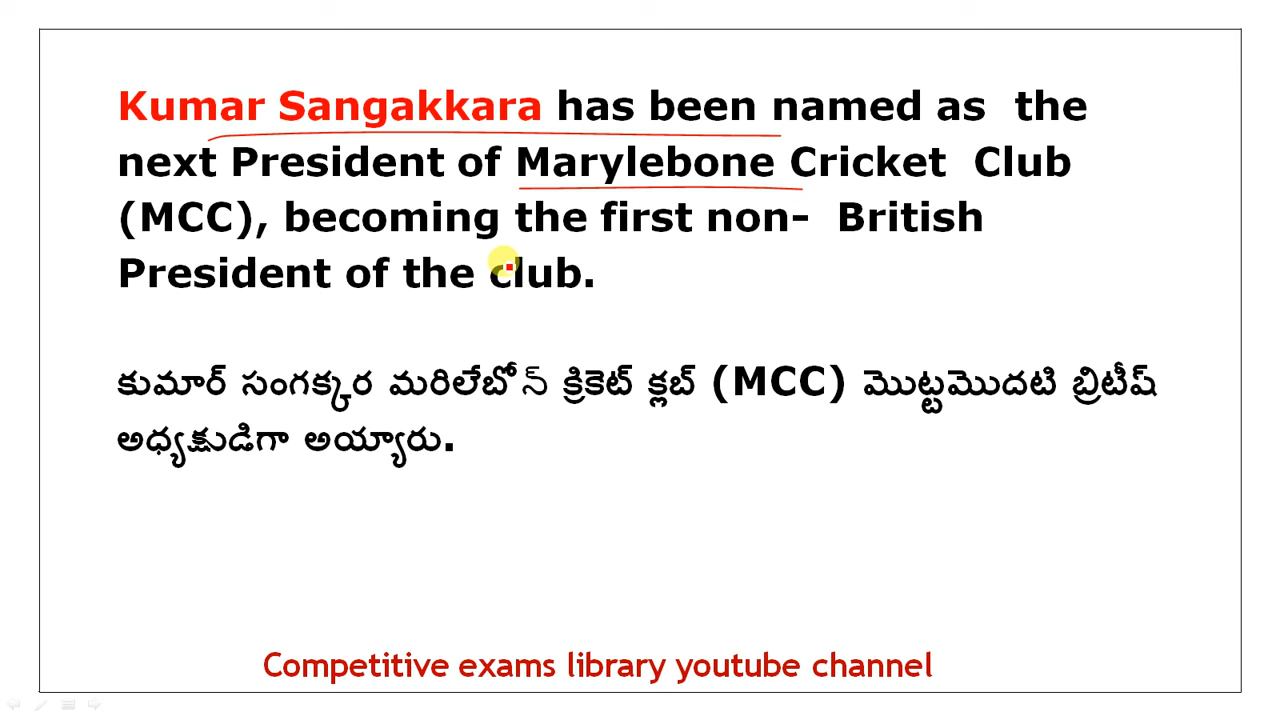 Kumar Sangakkara has been named as the
next President of Marylebone Cricket Club
(MCC), becoming the first non- British
President of the club.
కుమార్ సంగక్కర మరిలేబోన్ క్రికెట్ క్లబ్ (MCC) మొట్టమొదటి బ్రిటీష్
అధ్యక్షుడిగా అయ్యారు.
Competitive exams library youtube channel